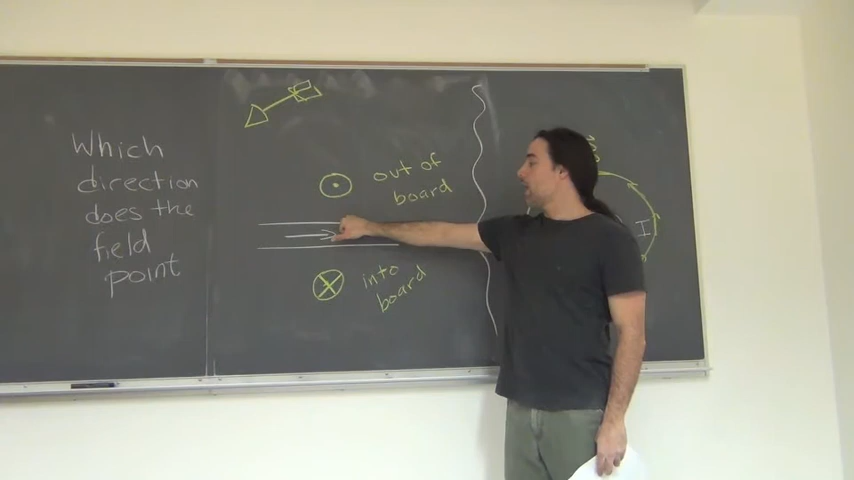 Which
direction
does the
field
point
out of
board
into
board
I